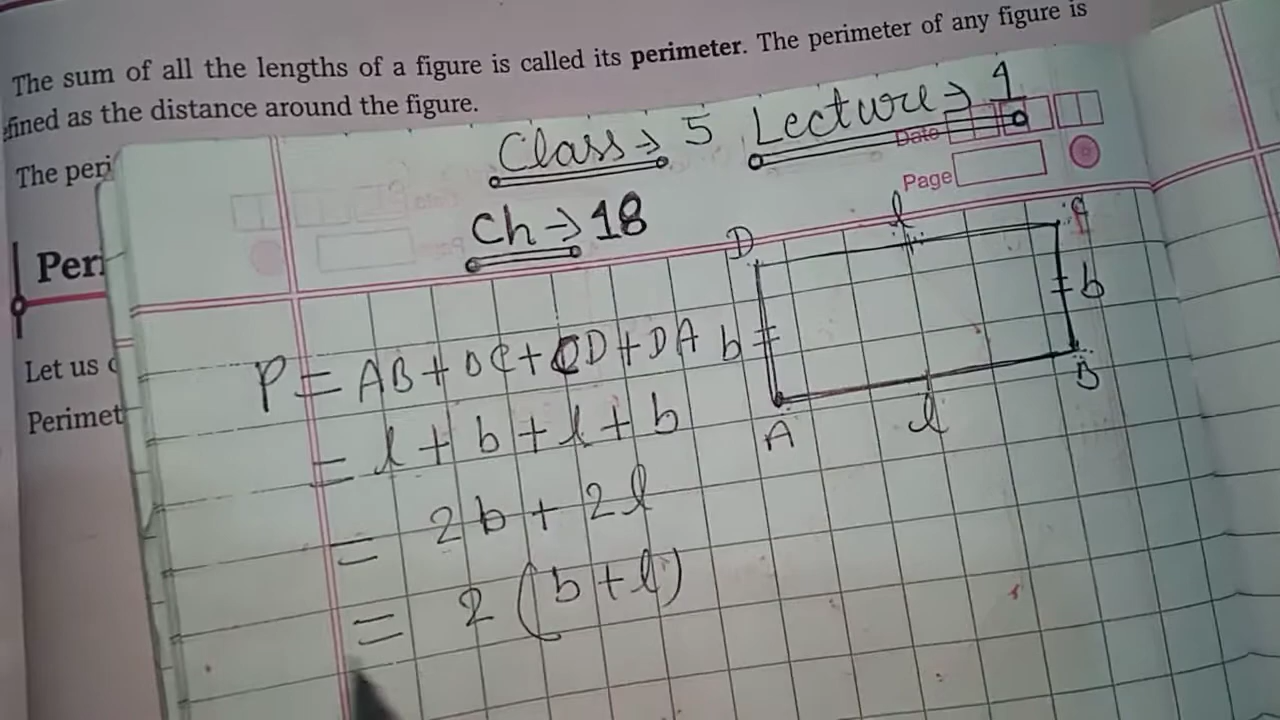 The sum of all the lengths of a figure is called its perimeter. The perimeter of any figure is
fined as the distance around the figure.
The peri
Class → 5 Lecture → 1
Date
Page
Ch → 18
Peri
Let us
Perimet
D l C
b b
A l B
P = AB + BC + CD + DA
= l + b + l + b
= 2b + 2l
= 2 (b + l)